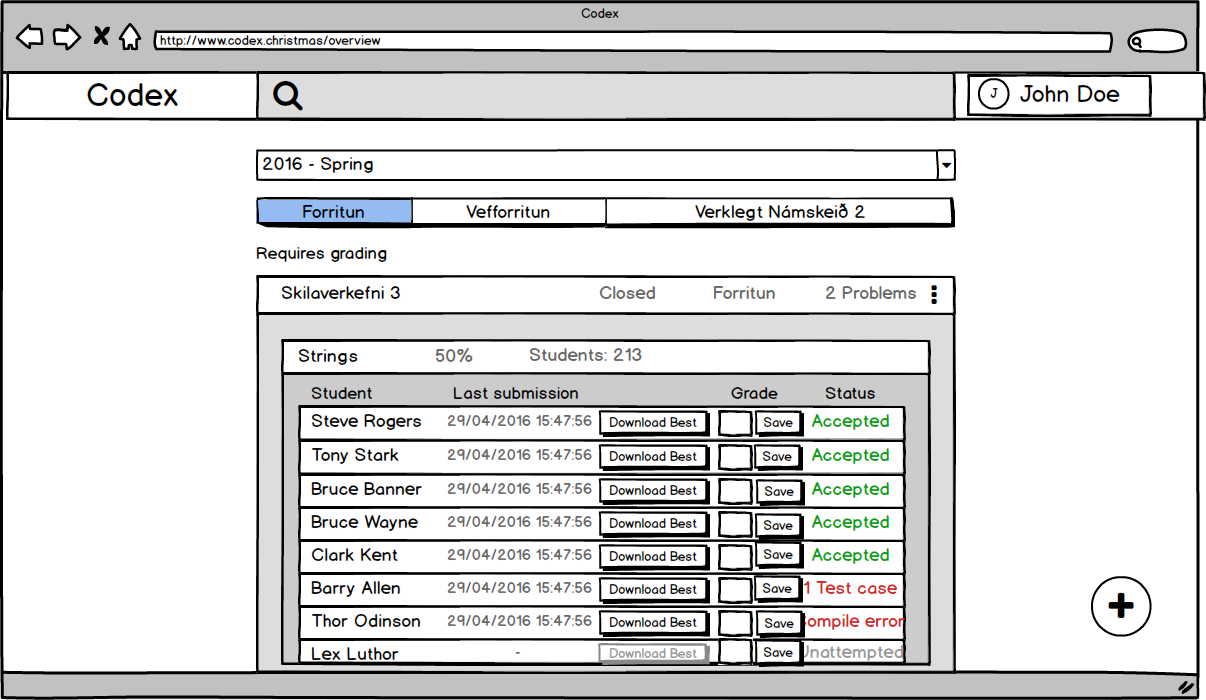 Codex
http://www.codex.christmas/overview
Codex J John Doe
2016 - Spring
Forritun Vefforritun Verklegt Námskeið 2
Requires grading
Skilaverkefni 3 Closed Forritun 2 Problems
Strings 50% Students: 213
Student Last submission Grade Status
Steve Rogers 29/04/2016 15:47:56 Download Best Save Accepted
Tony Stark 29/04/2016 15:47:56 Download Best Save Accepted
Bruce Banner 29/04/2016 15:47:56 Download Best Save Accepted
Bruce Wayne 29/04/2016 15:47:56 Download Best Save Accepted
Clark Kent 29/04/2016 15:47:56 Download Best Save Accepted
Barry Allen 29/04/2016 15:47:56 Download Best Save 1 Test case
Thor Odinson 29/04/2016 15:47:56 Download Best Save Compile error
Lex Luthor - Download Best Save Unattempted